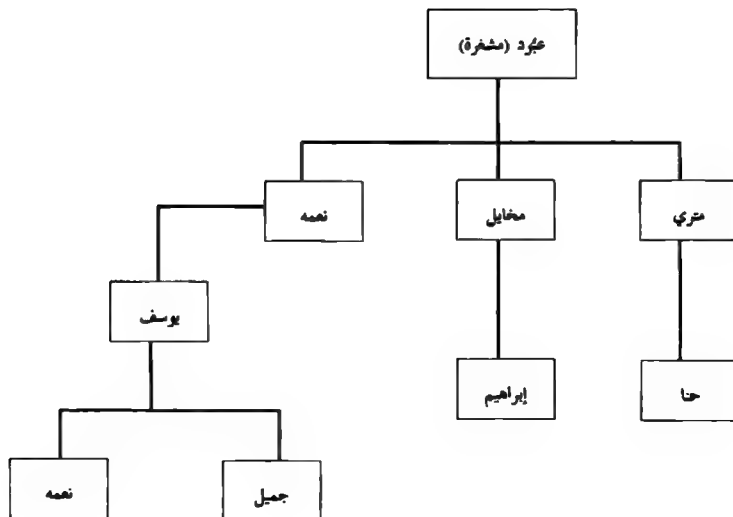 عبّود (مشغرة)
متري
مخايل
نعمه
يوسف
حنا
إبراهيم
جميل
نعمه